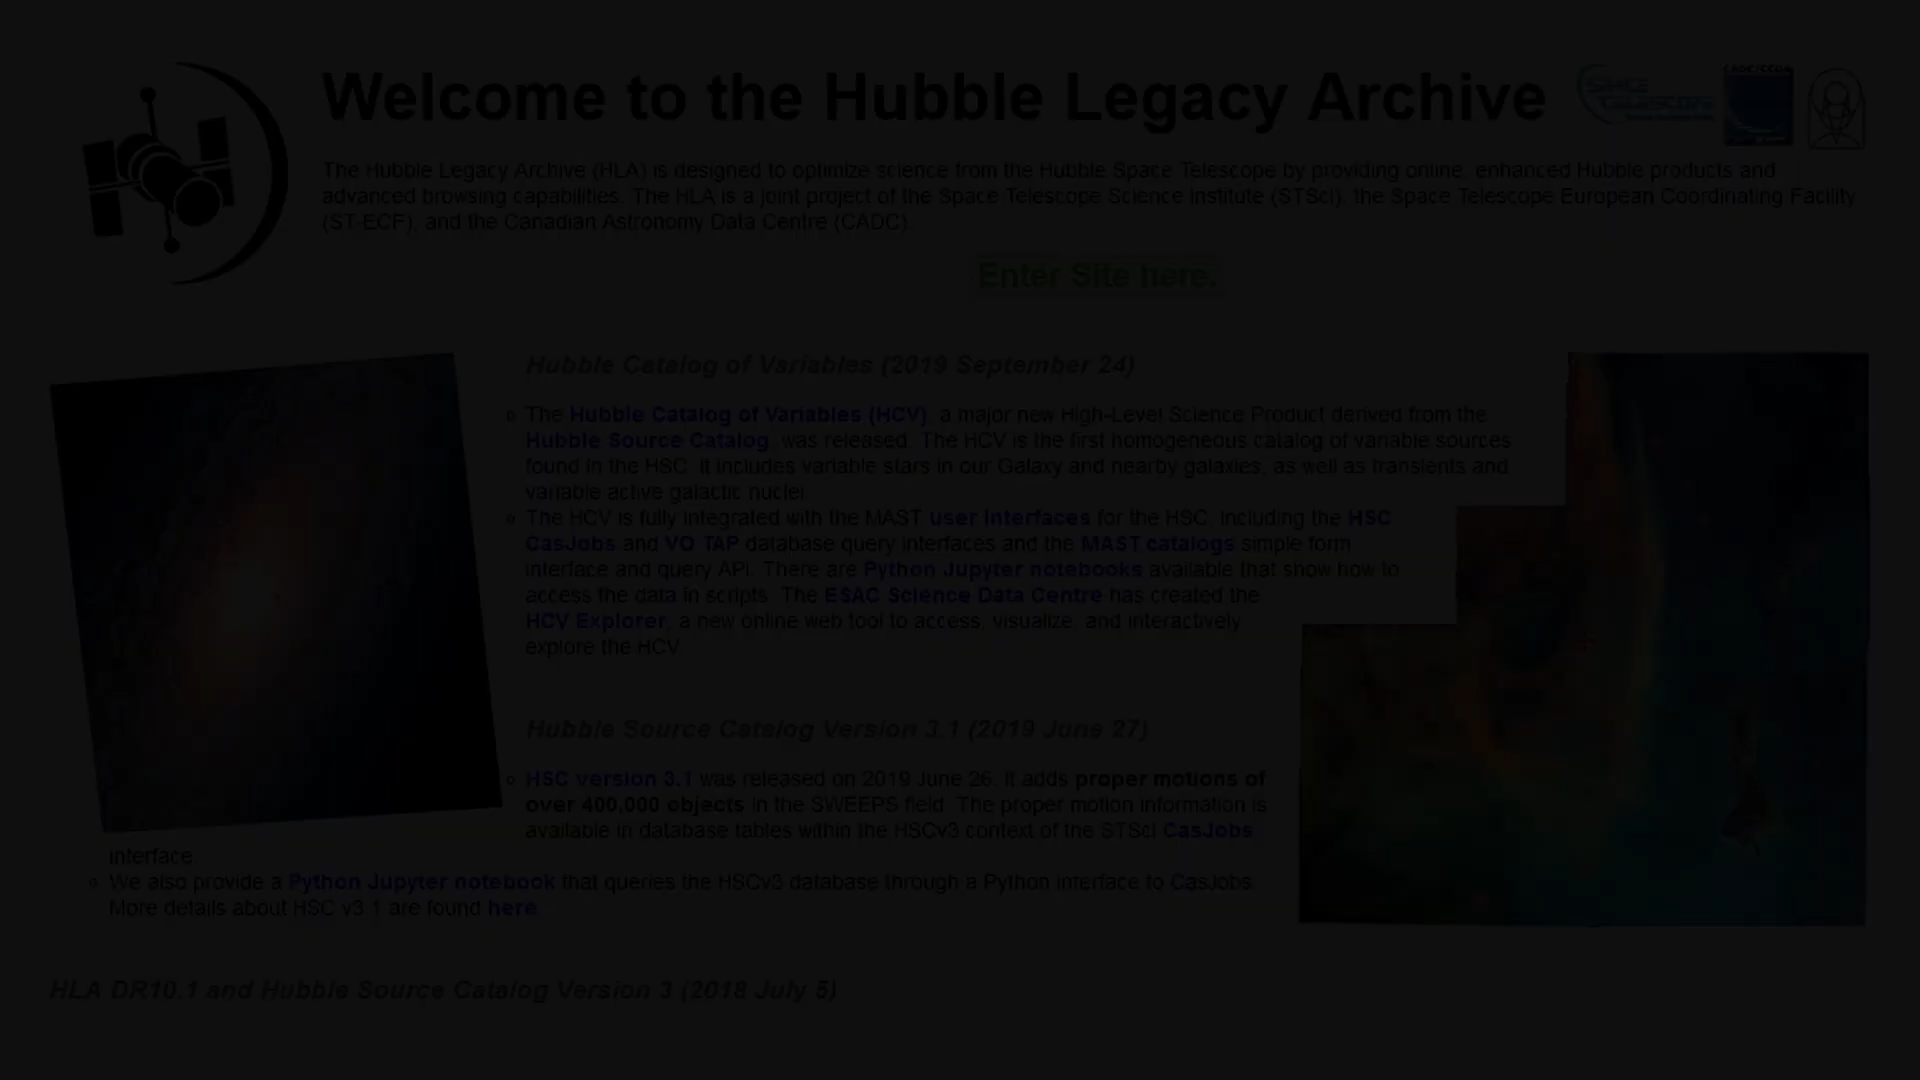 Welcome to the Hubble Legacy Archive
The Hubble Legacy Archive (HLA) is designed to optimize science from the Hubble Space Telescope by providing online, enhanced Hubble products and
advanced browsing capabilities. The HLA is a joint project of the Space Telescope Science Institute (STScI), the Space Telescope European Coordinating Facility
(ST-ECF), and the Canadian Astronomy Data Centre (CADC).
Enter Site here.
Hubble Catalog of Variables (2019 September 24)
The Hubble Catalog of Variables (HCV), a major new High-Level Science Product derived from the
Hubble Source Catalog, was released. The HCV is the first homogeneous catalog of variable sources
found in the HSC. It includes variable stars in our Galaxy and nearby galaxies, as well as transients and
variable active galactic nuclei.
The HCV is fully integrated with the MAST user interfaces for the HSC, including the HSC
CasJobs and VO TAP database query interfaces and the MAST catalogs simple form
interface and query API. There are Python Jupyter notebooks available that show how to
access the data in scripts. The ESAC Science Data Centre has created the
HCV Explorer, a new online web tool to access, visualize, and interactively
explore the HCV.
Hubble Source Catalog Version 3.1 (2019 June 27)
HSC version 3.1 was released on 2019 June 26. It adds proper motions of
over 400,000 objects in the SWEEPS field. The proper motion information is
available in database tables within the HSCv3 context of the STScI CasJobs
interface.
We also provide a Python Jupyter notebook that queries the HSCv3 database through a Python interface to CasJobs.
More details about HSC v3.1 are found here.
HLA DR10.1 and Hubble Source Catalog Version 3 (2018 July 5)